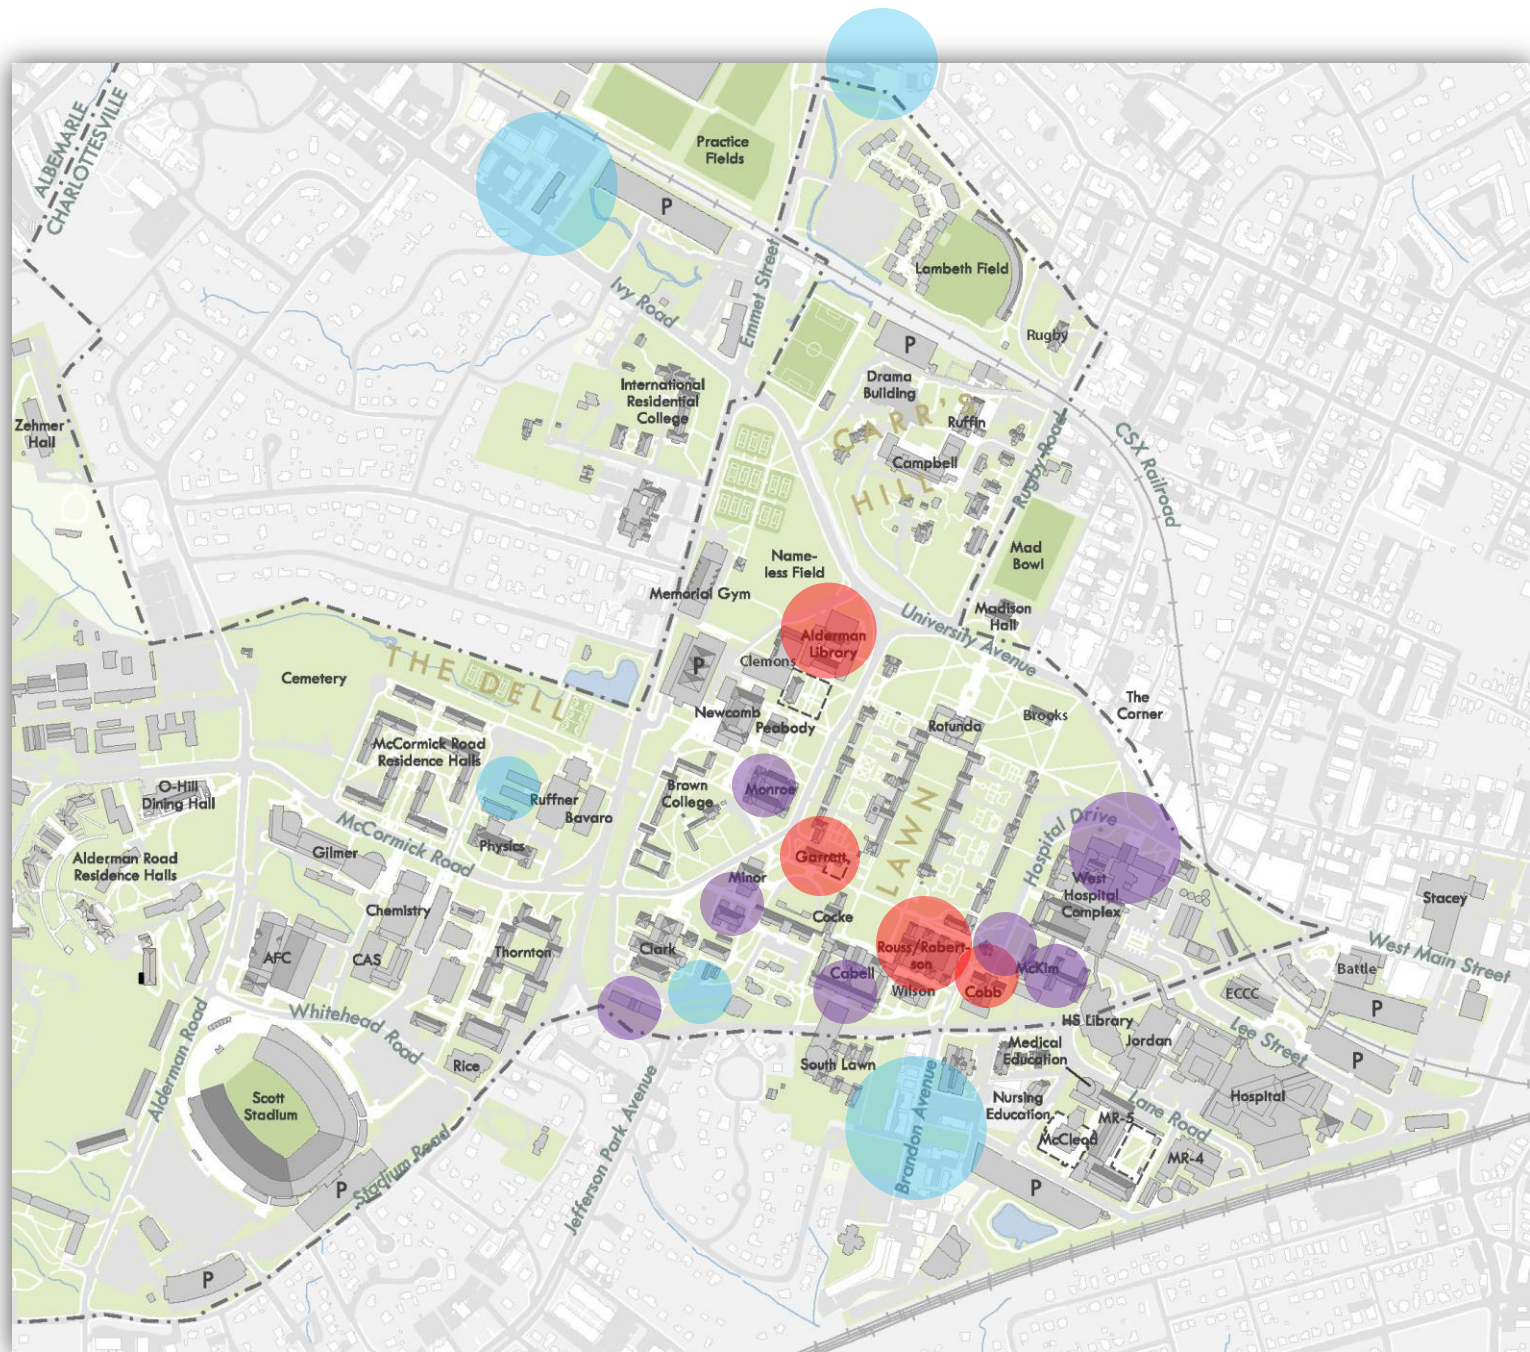 ALBEMARLE
CHARLOTTESVILLE
Practice
Fields
P
Lambeth Field
Ivy Road
Emmet Street
Rugby
P
Drama
Building
International
Residential
College
CARR'S
HILL
Ruffin
Campbell
Rugby Road
CSX Railroad
Zehmer
Hall
Name-
less Field
Mad
Bowl
Memorial Gym
Madison
Hall
University Avenue
Alderman
Library
P
Clemons
THE DELL
Cemetery
The
Corner
Newcomb
Peabody
Rotunda
Brooks
McCormick Road
Residence Halls
O-Hill
Dining Hall
Ruffner
Bavaro
Brown
College
Monroe
LAWN
Hospital Drive
McCormick Road
Physics
Gilmer
Alderman Road
Residence Halls
Garrett
Minor
West
Hospital
Complex
Stacey
Chemistry
Cocke
West Main Street
AFC
CAS
Thornton
Clark
Rouss/Robert-
son
Cabell
Wilson
Cobb
McKim
Battle
P
ECCC
Whitehead Road
Alderman Road
HS Library
Lee Street
Medical
Education
Jordan
P
Rice
South Lawn
Scott
Stadium
Nursing
Education
Brandon Avenue
Jefferson Park Avenue
Hospital
Lane Road
MR-5
McCleod
MR-4
Stadium Road
P
P
P